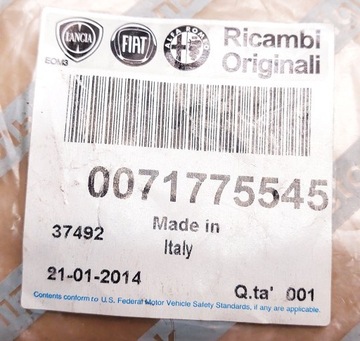 LANCIA FIAT ALFA ROMEO Ricambi
BOM3 Originali
0071775545
37492 Made in
Italy
21-01-2014 Q.ta' 001
Contents conform to U.S. Federal Motor Vehicle Safety Standards, if any are applicable.